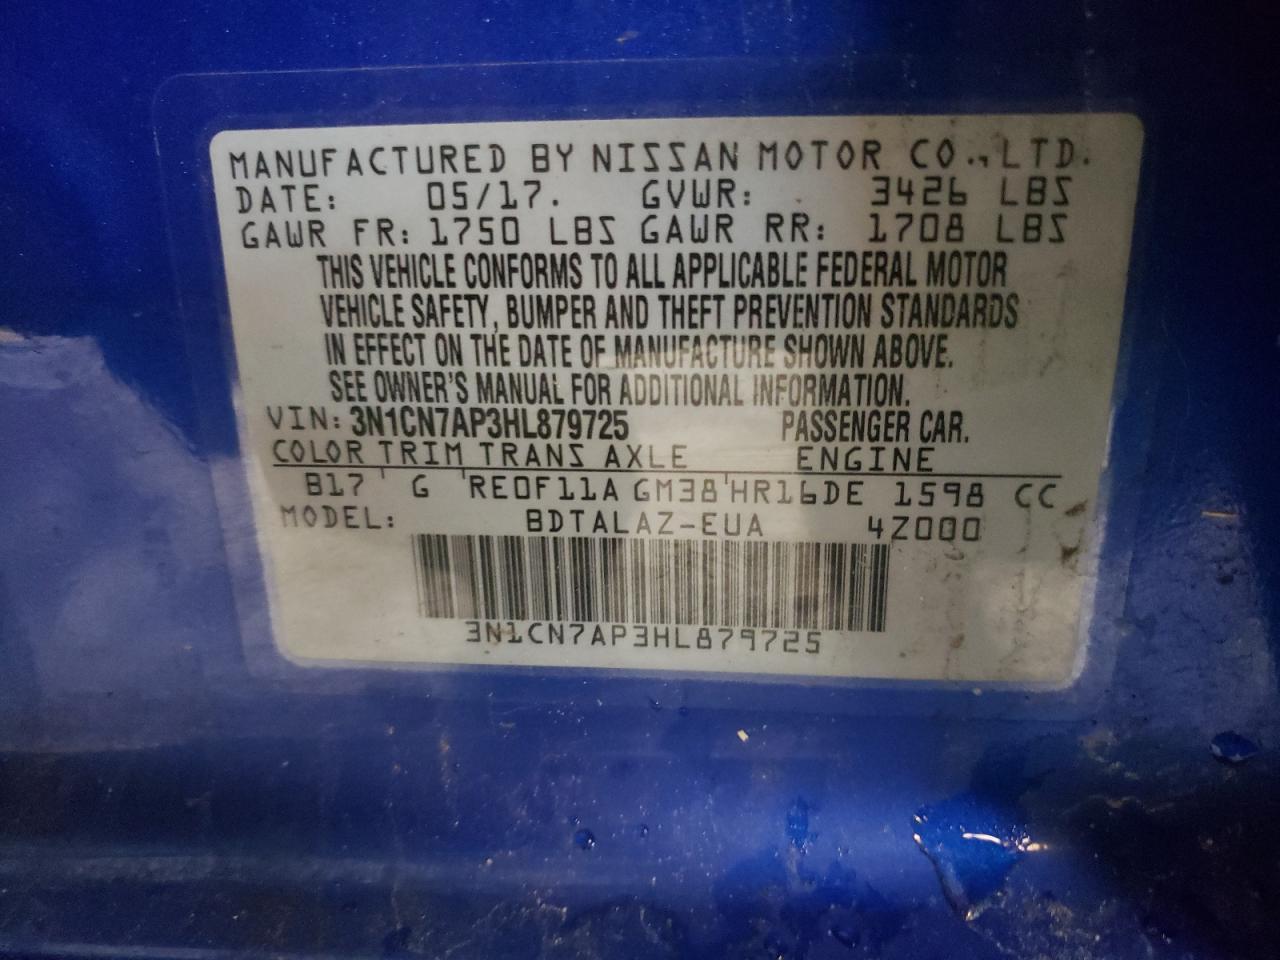 MANUFACTURED BY NISSAN MOTOR CO., LTD.
DATE: 05/17. GVWR: 3426 LBS
GAWR FR: 1750 LBS GAWR RR: 1708 LBS
THIS VEHICLE CONFORMS TO ALL APPLICABLE FEDERAL MOTOR
VEHICLE SAFETY, BUMPER AND THEFT PREVENTION STANDARDS
IN EFFECT ON THE DATE OF MANUFACTURE SHOWN ABOVE.
SEE OWNER'S MANUAL FOR ADDITIONAL INFORMATION.
VIN: 3N1CN7AP3HL879725 PASSENGER CAR.
COLOR TRIM TRANS AXLE ENGINE
B17 G RE0F11A GM38 HR16DE 1598 CC
MODEL: BDTALAZ-EUA 4Z000
3N1CN7AP3HL879725